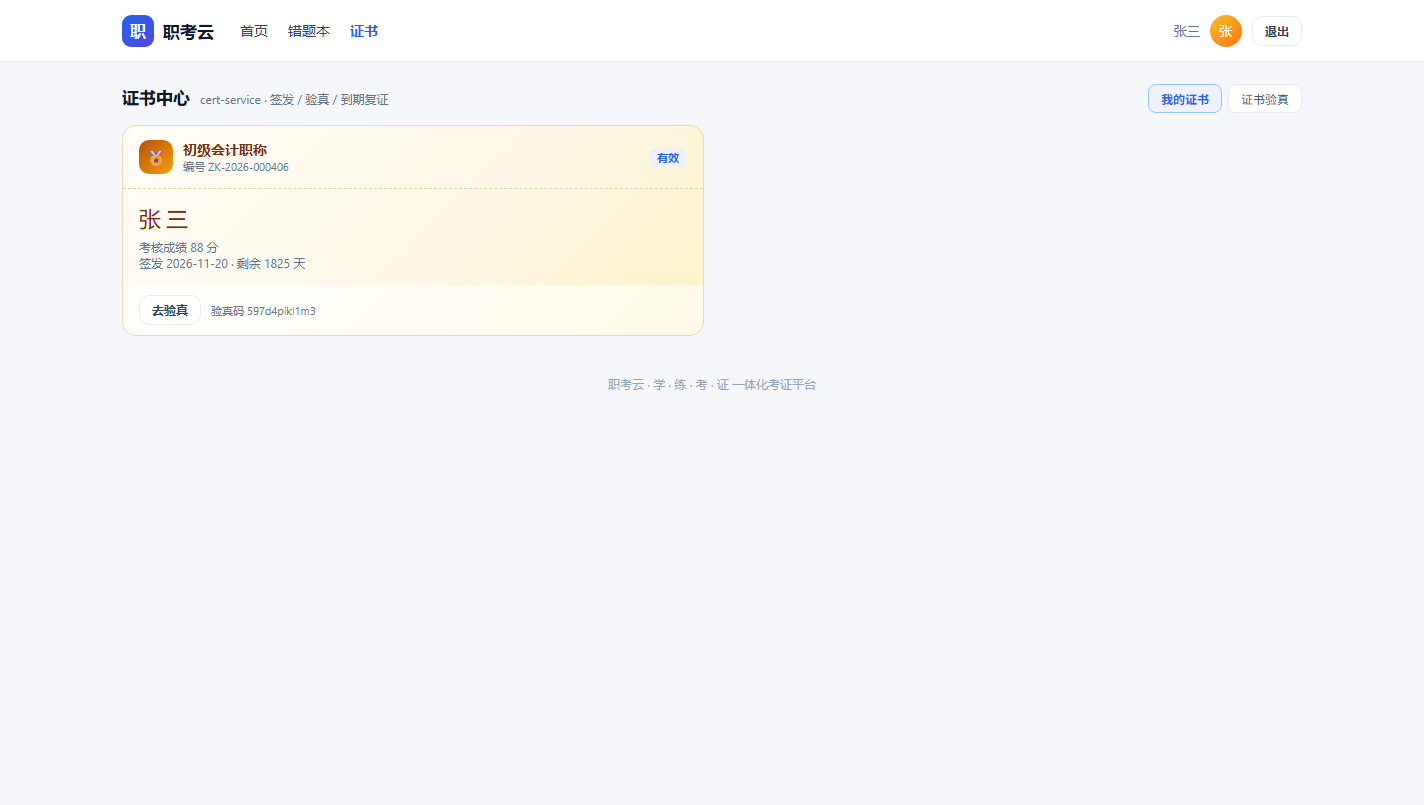 职 职考云 首页 错题本 证书 张三 张 退出
证书中心 cert-service · 签发 / 验真 / 到期复证 我的证书 证书验真
初级会计职称
编号 ZK-2026-000406
有效
张 三
考核成绩 88 分
签发 2026-11-20 · 剩余 1825 天
去验真 验真码 597d4pikl1m3
职考云 · 学 · 练 · 考 · 证 一体化考证平台